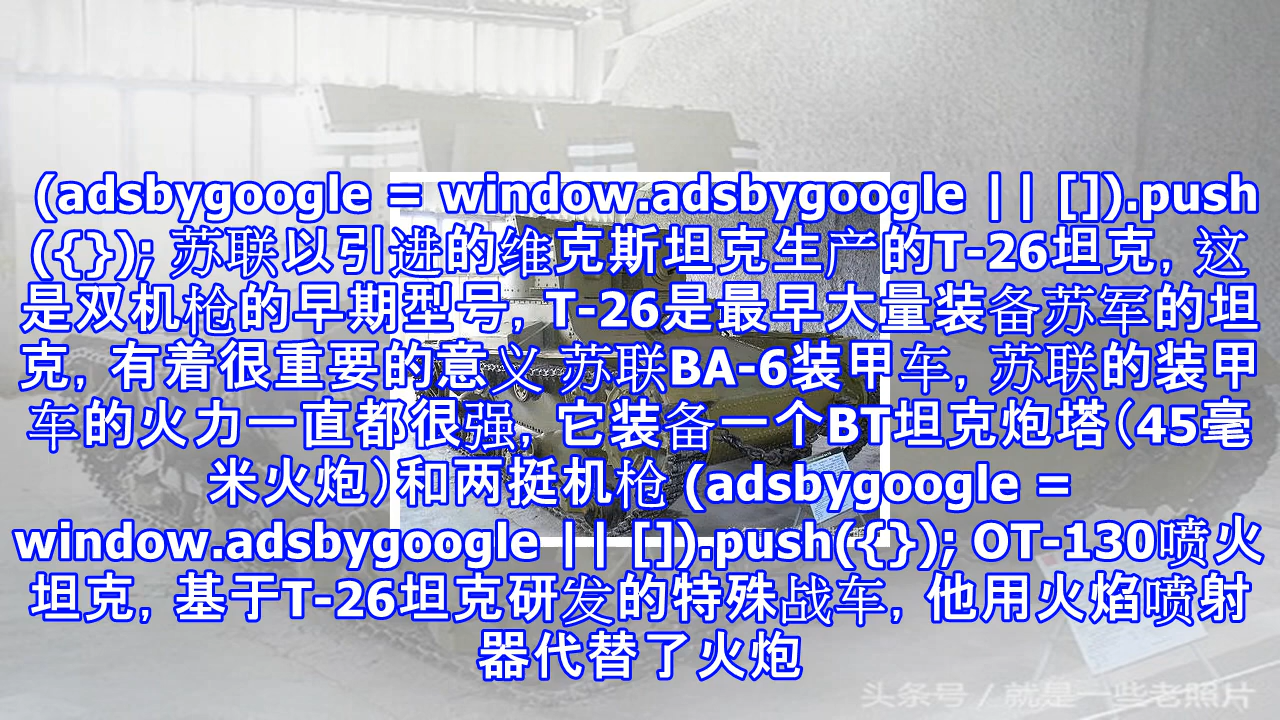 (adsbygoogle = window.adsbygoogle || []).push
({}); 苏联以引进的维克斯坦克生产的T-26坦克，这
是双机枪的早期型号，T-26是最早大量装备苏军的坦
克，有着很重要的意义 苏联BA-6装甲车，苏联的装甲
车的火力一直都很强，它装备一个BT坦克炮塔（45毫
米火炮）和两挺机枪 (adsbygoogle =
window.adsbygoogle || []).push({}); OT-130喷火
坦克，基于T-26坦克研发的特殊战车，他用火焰喷射
器代替了火炮
头条号 / 就是一些老照片